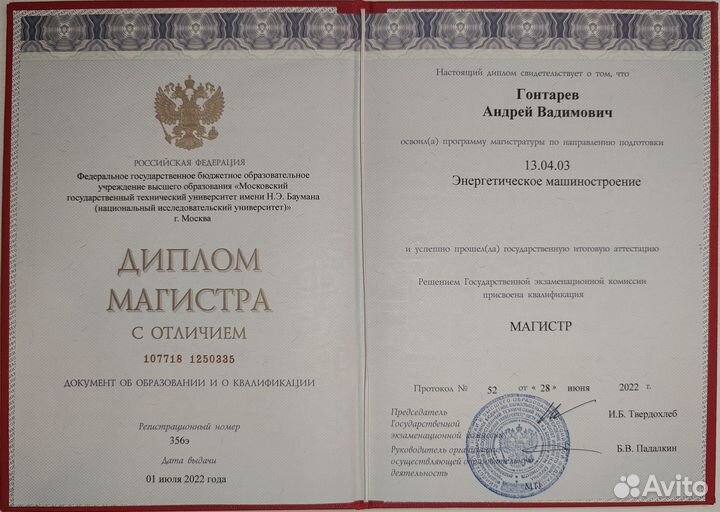 РОССИЙСКАЯ ФЕДЕРАЦИЯ
Федеральное государственное бюджетное образовательное
учреждение высшего образования «Московский
государственный технический университет имени Н.Э. Баумана
(национальный исследовательский университет)»
г. Москва
ДИПЛОМ
МАГИСТРА
С ОТЛИЧИЕМ
107718 1250335
ДОКУМЕНТ ОБ ОБРАЗОВАНИИ И О КВАЛИФИКАЦИИ
Регистрационный номер
356э
Дата выдачи
01 июля 2022 года
Настоящий диплом свидетельствует о том, что
Гонтарев
Андрей Вадимович
освоил(а) программу магистратуры по направлению подготовки
13.04.03
Энергетическое машиностроение
и успешно прошел(ла) государственную итоговую аттестацию
Решением Государственной экзаменационной комиссии
присвоена квалификация
МАГИСТР
Протокол № 52 от «28» июня 2022 г.
Председатель
Государственной
экзаменационной комиссии
И.Б. Твердохлеб
Руководитель организации,
осуществляющей образовательную
деятельность
Б.В. Падалкин
М.П.
Avito